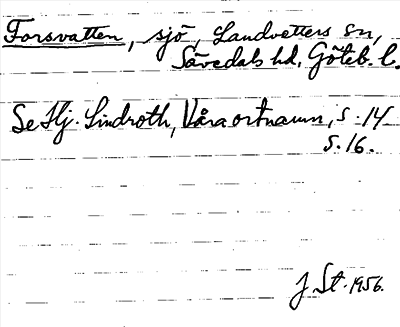 Forsvatten, sjö, Landvetters sn,
Sävedals hd, Göteb. l.
Se Hj. Lindroth, Våra ortnamn, s. 14
s. 16.
J. St. 1956.